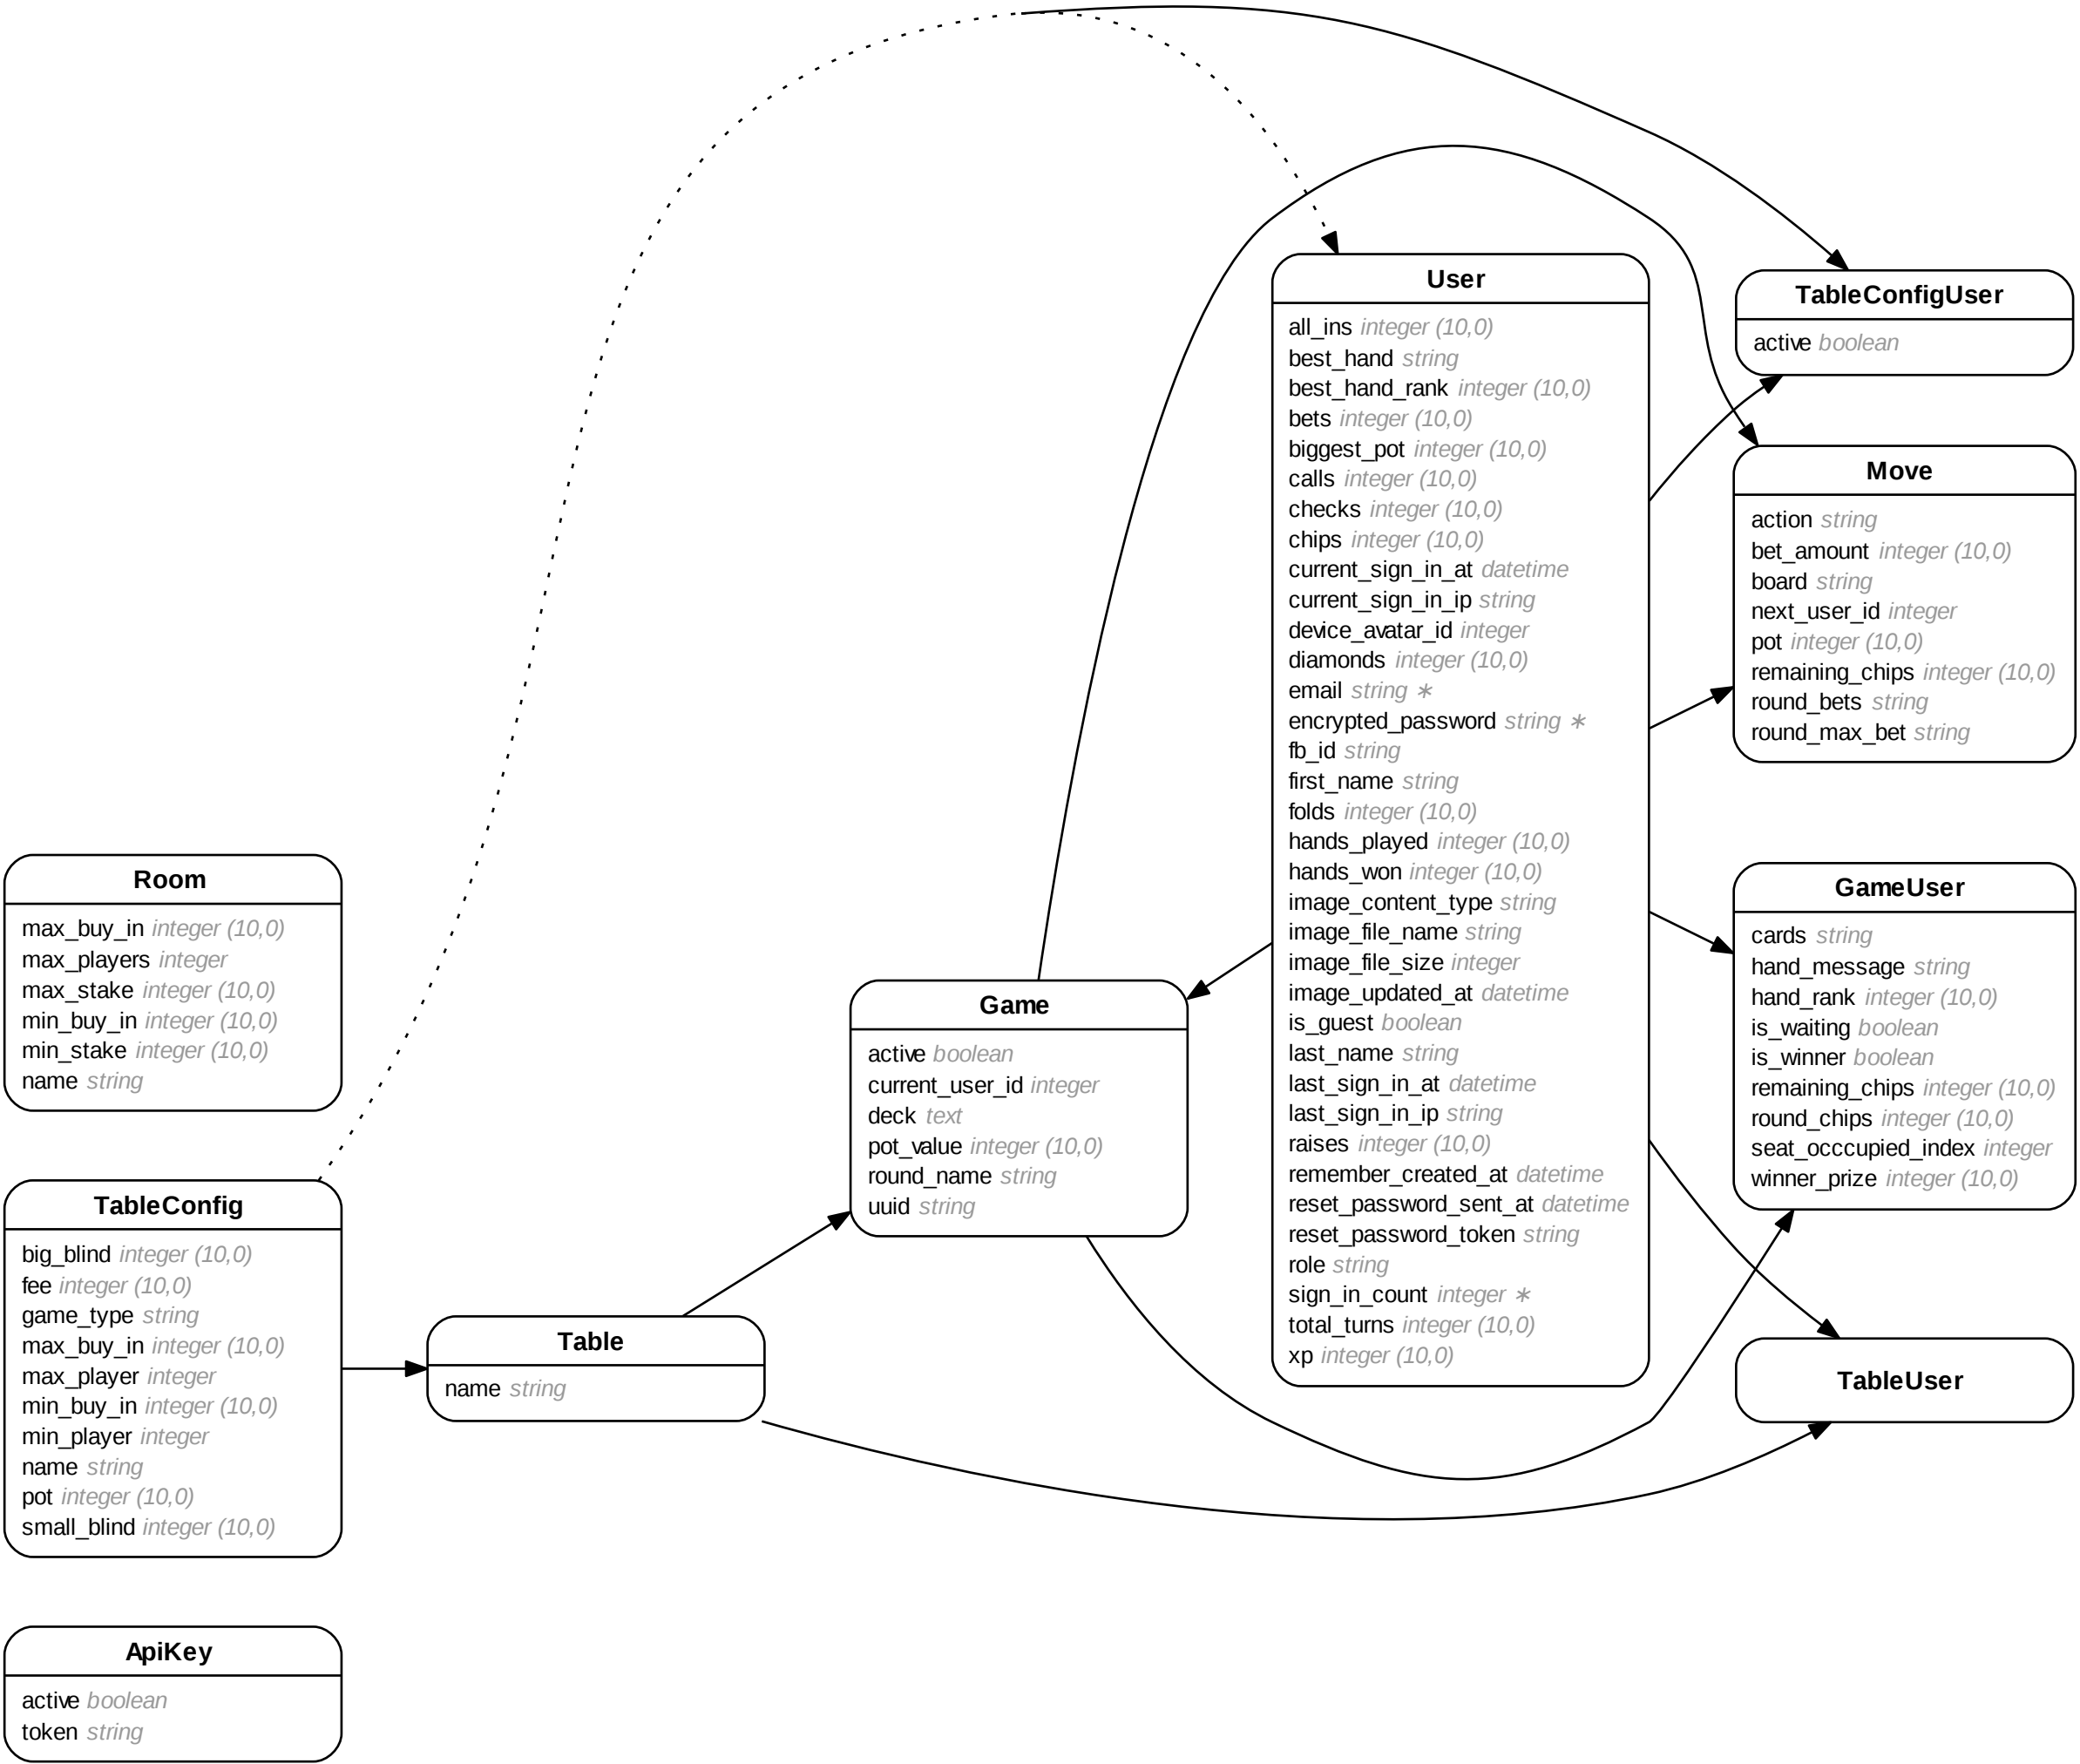 User
all_ins integer (10,0)
best_hand string
best_hand_rank integer (10,0)
bets integer (10,0)
biggest_pot integer (10,0)
calls integer (10,0)
checks integer (10,0)
chips integer (10,0)
current_sign_in_at datetime
current_sign_in_ip string
device_avatar_id integer
diamonds integer (10,0)
email string ∗
encrypted_password string ∗
fb_id string
first_name string
folds integer (10,0)
hands_played integer (10,0)
hands_won integer (10,0)
image_content_type string
image_file_name string
image_file_size integer
image_updated_at datetime
is_guest boolean
last_name string
last_sign_in_at datetime
last_sign_in_ip string
raises integer (10,0)
remember_created_at datetime
reset_password_sent_at datetime
reset_password_token string
role string
sign_in_count integer ∗
total_turns integer (10,0)
xp integer (10,0)
TableConfigUser
active boolean
Move
action string
bet_amount integer (10,0)
board string
next_user_id integer
pot integer (10,0)
remaining_chips integer (10,0)
round_bets string
round_max_bet string
Room
max_buy_in integer (10,0)
max_players integer
max_stake integer (10,0)
min_buy_in integer (10,0)
min_stake integer (10,0)
name string
GameUser
cards string
hand_message string
hand_rank integer (10,0)
is_waiting boolean
is_winner boolean
remaining_chips integer (10,0)
round_chips integer (10,0)
seat_occcupied_index integer
winner_prize integer (10,0)
Game
active boolean
current_user_id integer
deck text
pot_value integer (10,0)
round_name string
uuid string
TableConfig
big_blind integer (10,0)
fee integer (10,0)
game_type string
max_buy_in integer (10,0)
max_player integer
min_buy_in integer (10,0)
min_player integer
name string
pot integer (10,0)
small_blind integer (10,0)
Table
name string
TableUser
ApiKey
active boolean
token string